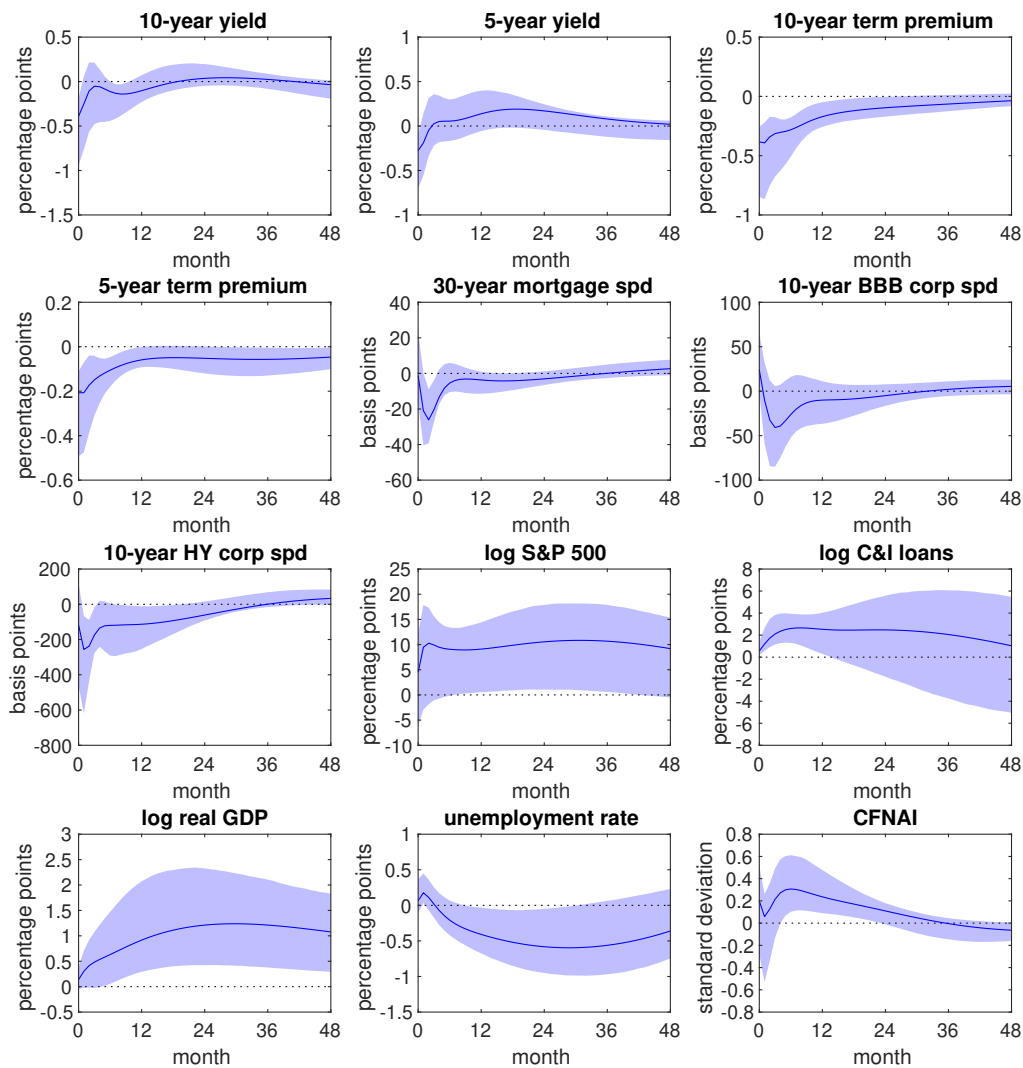 10-year yield
percentage points
0.5
0
-0.5
-1
-1.5
0 12 24 36 48
month
5-year yield
percentage points
1
0.5
0
-0.5
-1
0 12 24 36 48
month
10-year term premium
percentage points
0.5
0
-0.5
-1
0 12 24 36 48
month
5-year term premium
percentage points
0.2
0
-0.2
-0.4
-0.6
0 12 24 36 48
month
30-year mortgage spd
basis points
40
20
0
-20
-40
-60
0 12 24 36 48
month
10-year BBB corp spd
basis points
100
50
0
-50
-100
0 12 24 36 48
month
10-year HY corp spd
basis points
200
0
-200
-400
-600
-800
0 12 24 36 48
month
log S&P 500
percentage points
25
20
15
10
5
0
-5
-10
0 12 24 36 48
month
log C&I loans
percentage points
8
6
4
2
0
-2
-4
-6
-8
0 12 24 36 48
month
log real GDP
percentage points
3
2.5
2
1.5
1
0.5
0
-0.5
0 12 24 36 48
month
unemployment rate
percentage points
1
0.5
0
-0.5
-1
-1.5
0 12 24 36 48
month
CFNAI
standard deviation
0.8
0.6
0.4
0.2
0
-0.2
-0.4
-0.6
-0.8
0 12 24 36 48
month